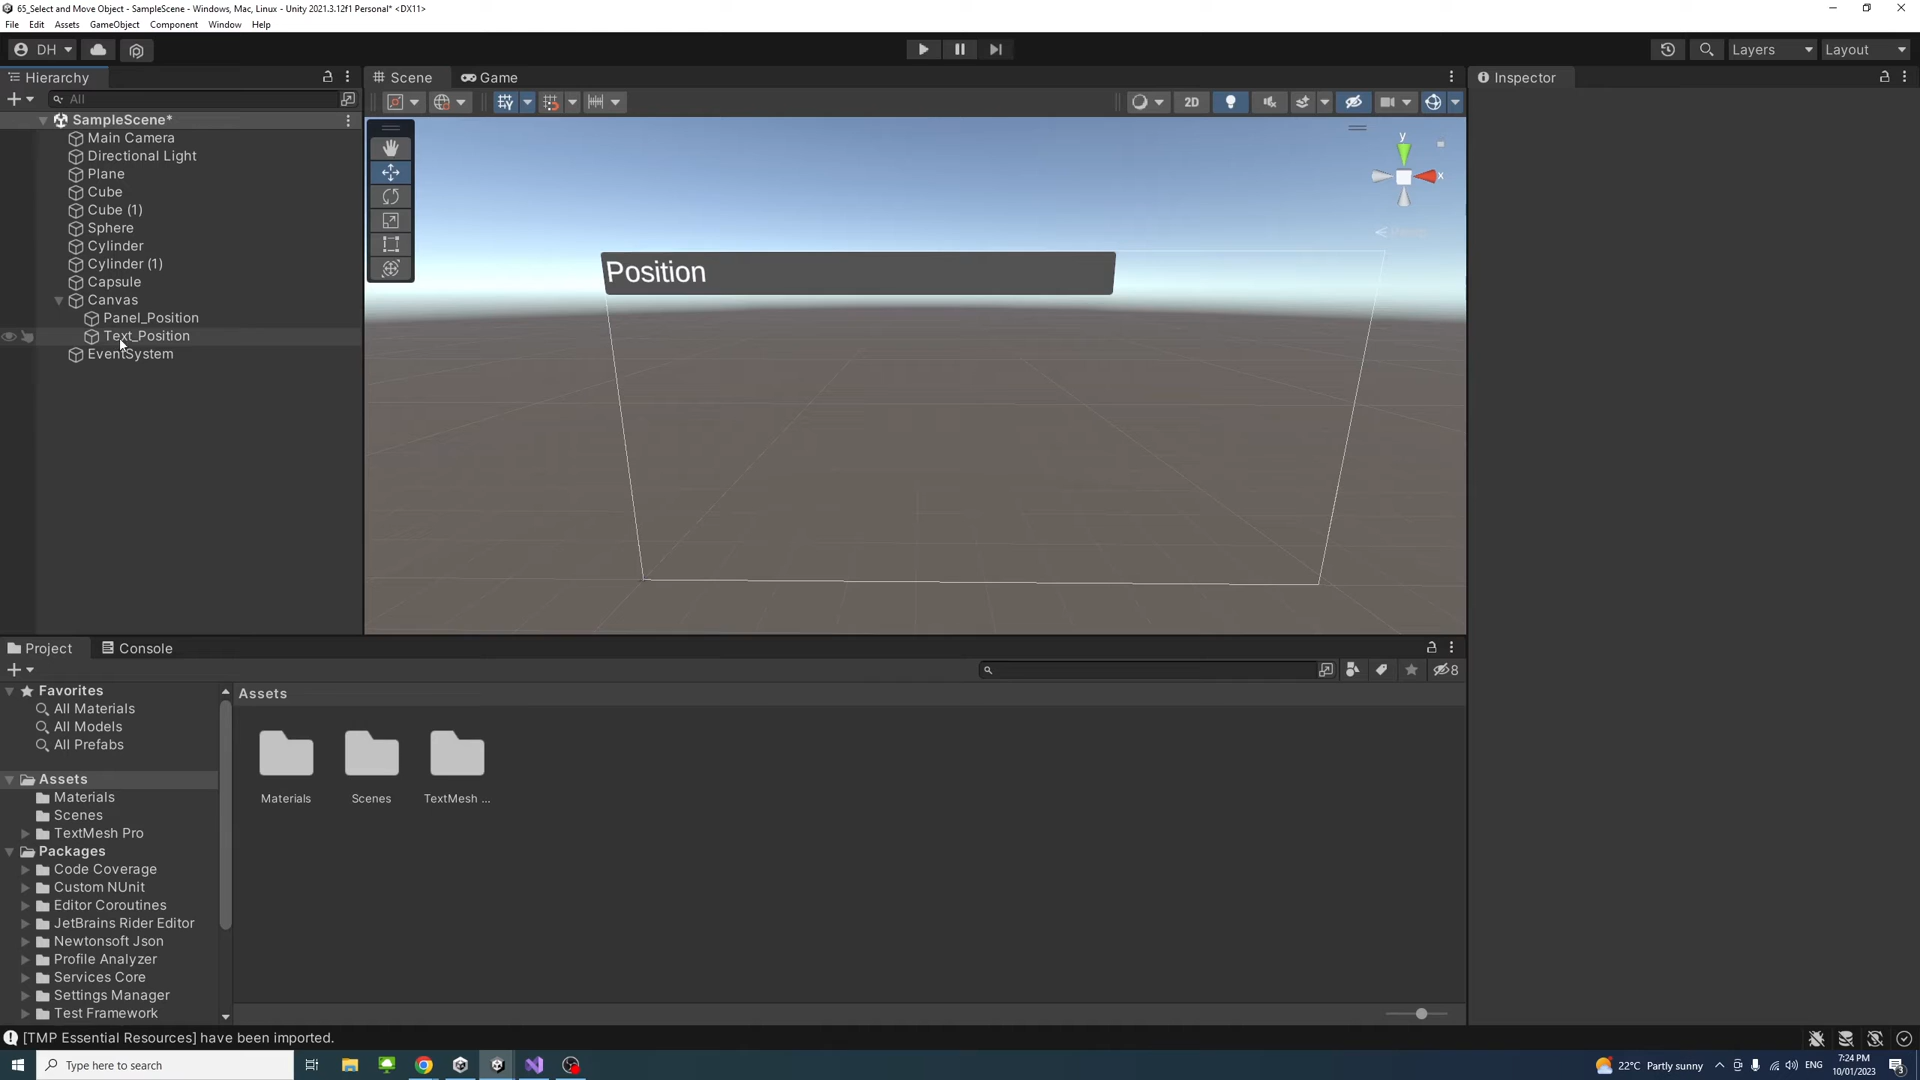 65_Select and Move Object - SampleScene - Windows, Mac, Linux - Unity 2021.3.12f1 Personal* <DX11>
File Edit Assets GameObject Component Window Help
DH Layers Layout
Hierarchy Scene Game Inspector
All 2D
SampleScene*
Main Camera
Directional Light
Plane
Cube
Cube (1)
Sphere
Cylinder
Cylinder (1)
Capsule
Canvas
Panel_Position
Text_Position
EventSystem
y
x
Position
Project Console
8
Favorites
All Materials
All Models
All Prefabs
Assets
Materials
Scenes
TextMesh Pro
Packages
Code Coverage
Custom NUnit
Editor Coroutines
JetBrains Rider Editor
Newtonsoft Json
Profile Analyzer
Services Core
Settings Manager
Test Framework
Assets
Materials Scenes TextMesh ...
[TMP Essential Resources] have been imported.
Type here to search
22°C Partly sunny
ENG
7:24 PM
10/01/2023
3